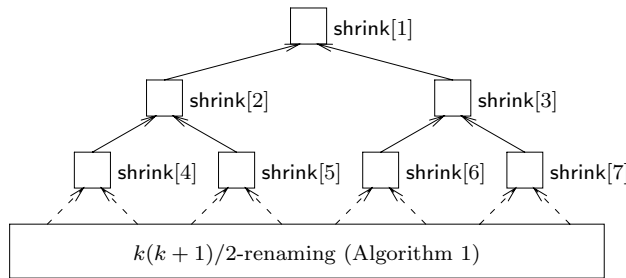 shrink[1]
shrink[2] shrink[3]
shrink[4] shrink[5] shrink[6] shrink[7]
k(k + 1)/2-renaming (Algorithm 1)